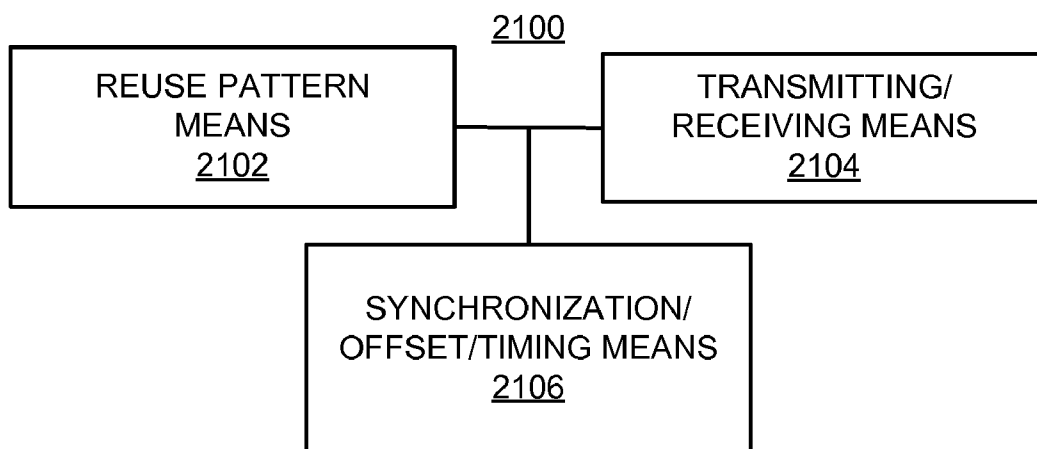 2100
REUSE PATTERN
MEANS
2102
TRANSMITTING/
RECEIVING MEANS
2104
SYNCHRONIZATION/
OFFSET/TIMING MEANS
2106